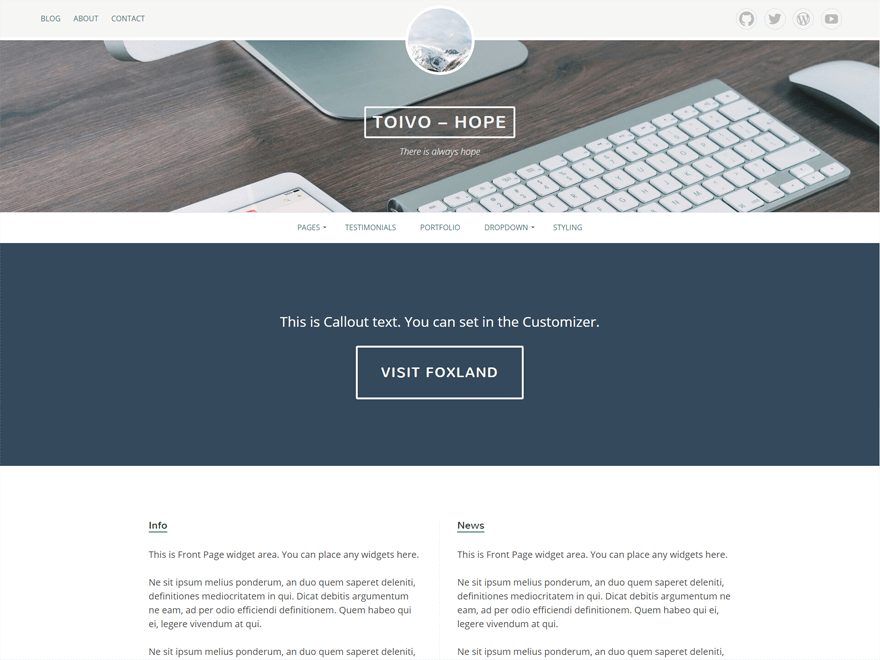 BLOG ABOUT CONTACT
TOIVO – HOPE
There is always hope
PAGES TESTIMONIALS PORTFOLIO DROPDOWN STYLING
This is Callout text. You can set in the Customizer.
VISIT FOXLAND
Info
This is Front Page widget area. You can place any widgets here.
Ne sit ipsum melius ponderum, an duo quem saperet deleniti,
definitiones mediocritatem in qui. Dicat debitis argumentum
ne eam, ad per odio efficiendi definitionem. Quem habeo qui
ei, legere vivendum at qui.
Ne sit ipsum melius ponderum, an duo quem saperet deleniti,
News
This is Front Page widget area. You can place any widgets here.
Ne sit ipsum melius ponderum, an duo quem saperet deleniti,
definitiones mediocritatem in qui. Dicat debitis argumentum ne
eam, ad per odio efficiendi definitionem. Quem habeo qui ei,
legere vivendum at qui.
Ne sit ipsum melius ponderum, an duo quem saperet deleniti,